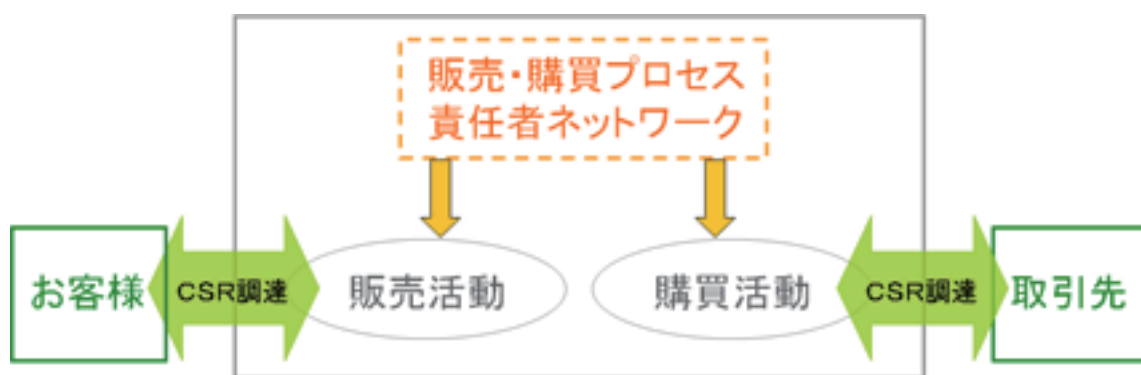 販売・購買プロセス
責任者ネットワーク
お客様
CSR調達
販売活動
購買活動
CSR調達
取引先